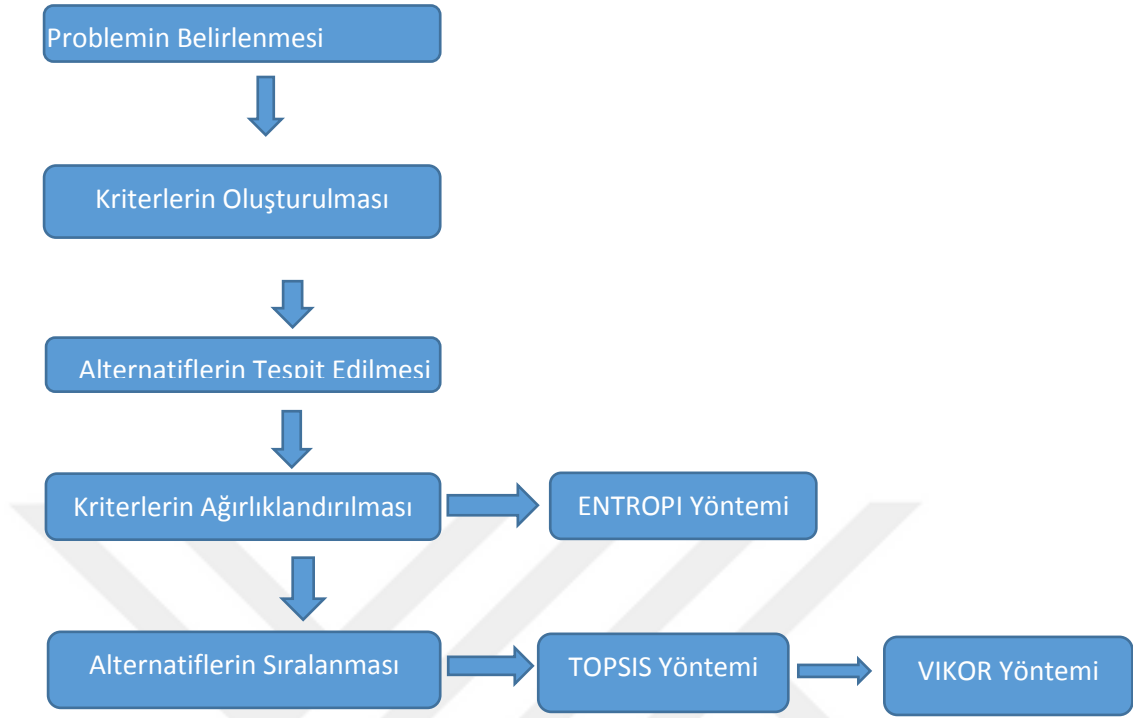 Problemin Belirlenmesi
Kriterlerin Oluşturulması
Alternatiflerin Tespit Edilmesi
Kriterlerin Ağırlıklandırılması
ENTROPI Yöntemi
Alternatiflerin Sıralanması
TOPSIS Yöntemi
VIKOR Yöntemi